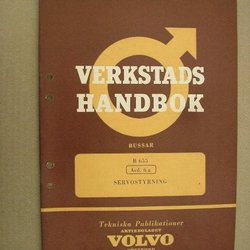 VERKSTADS
HANDBOK
BUSSAR
B 655
Avd. 6 a
SERVOSTYRNING
Tekniska Publikationer
AKTIEBOLAGET
VOLVO